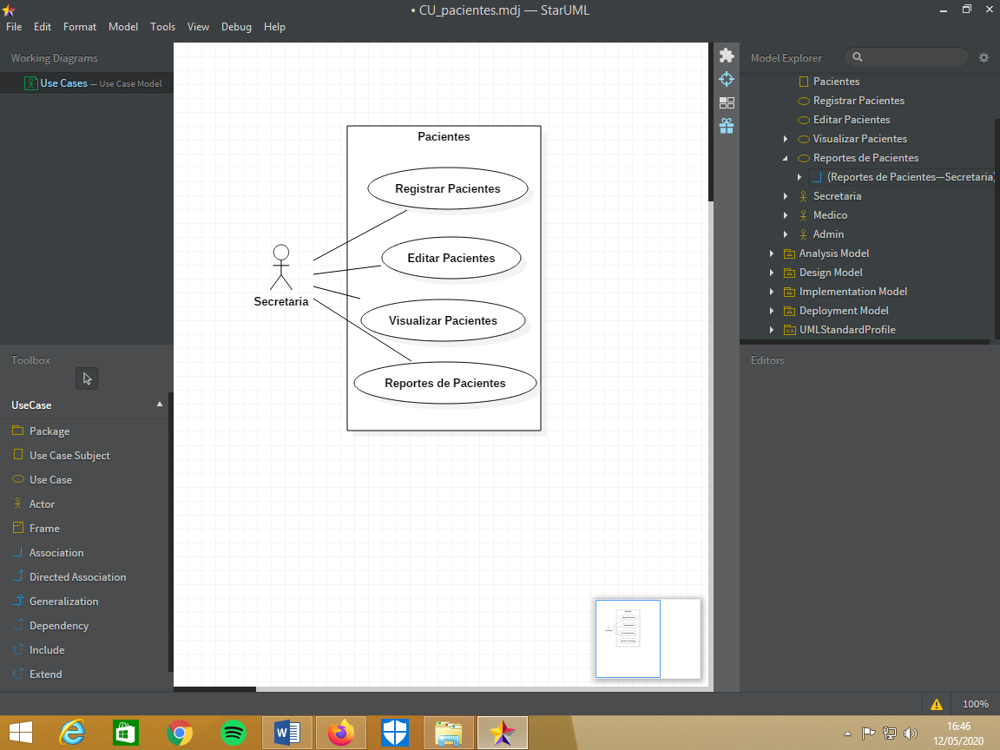 • CU_pacientes.mdj — StarUML
File Edit Format Model Tools View Debug Help
Working Diagrams
Use Cases — Use Case Model
Toolbox
UseCase
Package
Use Case Subject
Use Case
Actor
Frame
Association
Directed Association
Generalization
Dependency
Include
Extend
Pacientes
Registrar Pacientes
Editar Pacientes
Visualizar Pacientes
Reportes de Pacientes
Secretaria
Model Explorer
Pacientes
Registrar Pacientes
Editar Pacientes
Visualizar Pacientes
Reportes de Pacientes
(Reportes de Pacientes—Secretaria)
Secretaria
Medico
Admin
Analysis Model
Design Model
Implementation Model
Deployment Model
UMLStandardProfile
Editors
100%
16:46
12/05/2020